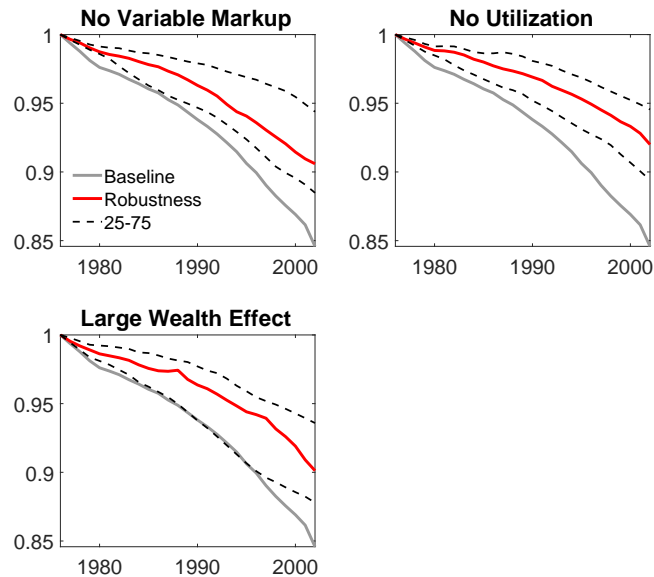 No Variable Markup
1
0.95
0.9
0.85
Baseline
Robustness
25-75
1980 1990 2000
No Utilization
1
0.95
0.9
0.85
1980 1990 2000
Large Wealth Effect
1
0.95
0.9
0.85
1980 1990 2000